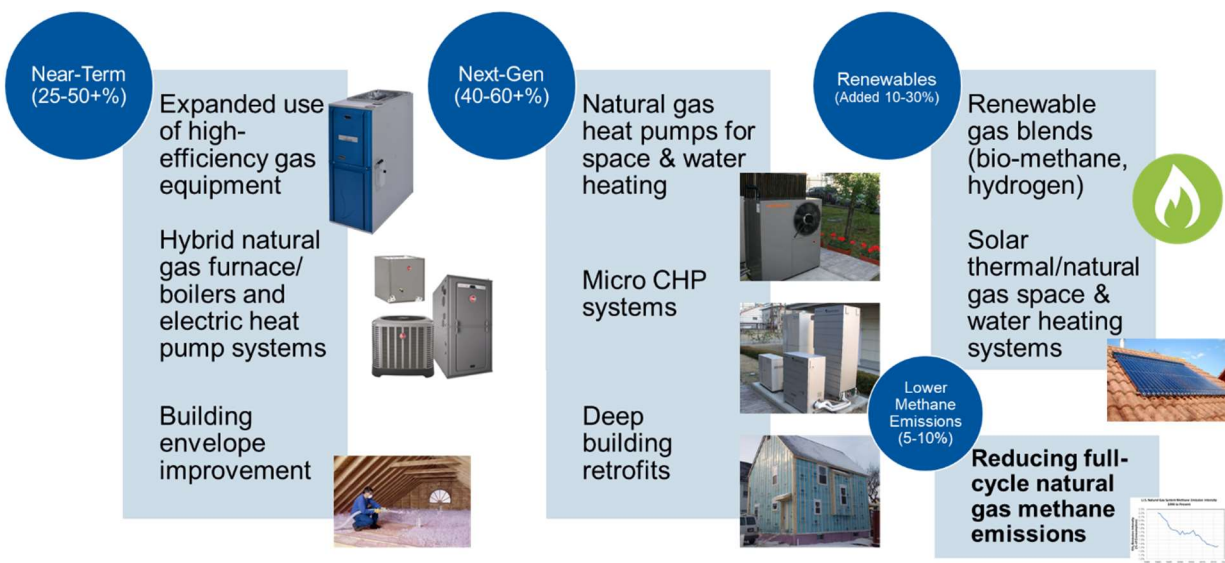 Near-Term
(25-50+%)
Expanded use
of high-
efficiency gas
equipment
Hybrid natural
gas furnace/
boilers and
electric heat
pump systems
Building
envelope
improvement
Next-Gen
(40-60+%)
Natural gas
heat pumps for
space & water
heating
Micro CHP
systems
Deep
building
retrofits
Renewables
(Added 10-30%)
Renewable
gas blends
(bio-methane,
hydrogen)
Solar
thermal/natural
gas space &
water heating
systems
Lower
Methane
Emissions
(5-10%)
Reducing full-
cycle natural
gas methane
emissions